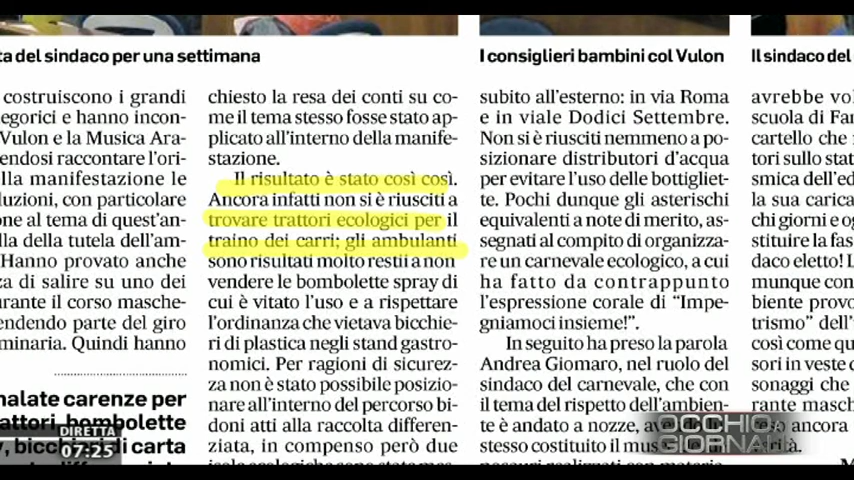 ta del sindaco per una settimana
costruiscono i grandi
egorici e hanno incon-
Vulon e la Musica Ara-
endosi raccontare l'ori-
lla manifestazione le
luzioni, con particolare
ne al tema di quest'an-
lla della tutela dell'am-
Hanno provato anche
za di salire su uno dei
urante il corso masche-
endendo parte del giro
minaria. Quindi hanno
nalate carenze per
attori, bombolette
, bicchieri di carta
chiesto la resa dei conti su co-
me il tema stesso fosse stato ap-
plicato all'interno della manife-
stazione.
Il risultato è stato così così.
Ancora infatti non si è riusciti a
trovare trattori ecologici per il
traino dei carri; gli ambulanti
sono risultati molto restii a non
vendere le bombolette spray di
cui è vitato l'uso e a rispettare
l'ordinanza che vietava bicchie-
ri di plastica negli stand gastro-
nomici. Per ragioni di sicurez-
za non è stato possibile posizio-
nare all'interno del percorso bi-
doni atti alla raccolta differen-
ziata, in compenso però due
I consiglieri bambini col Vulon
subito all'esterno: in via Roma
e in viale Dodici Settembre.
Non si è riusciti nemmeno a po-
sizionare distributori d'acqua
per evitare l'uso delle bottigliet-
te. Pochi dunque gli asterischi
equivalenti a note di merito, as-
segnati al compito di organizza-
re un carnevale ecologico, a cui
ha fatto da contrappunto
l'espressione corale di "Impe-
gniamoci insieme!".
In seguito ha preso la parola
Andrea Giomaro, nel ruolo del
sindaco del carnevale, che con
il tema del rispetto dell'ambien-
te è andato a nozze,
stesso costituito il
Il sindaco del
avrebbe vol
scuola di Fan
cartello che
tori sullo stat
smica dell'ed
la sua carica
chi giorni e og
stituire la fas
daco eletto! L
munque con
biente provo
trismo" dell'
così come qu
sori in veste d
sonaggi che
rante masch
reso ancora
DIRETTA
07:25
OCCHIO AI
GIORNALI